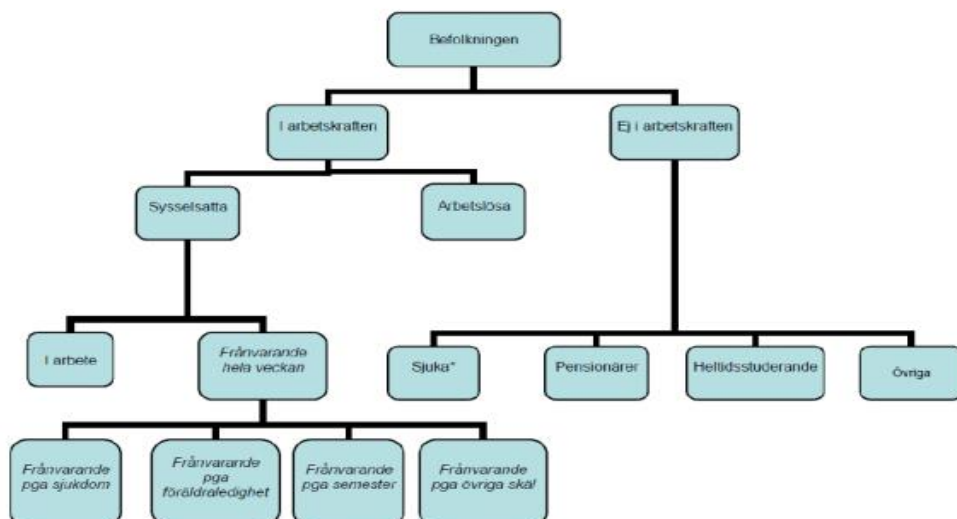 Befolkningen
I arbetskraften
Ej i arbetskraften
Sysselsatta
Arbetslösa
I arbete
Frånvarande
hela veckan
Sjuka*
Pensionärer
Heltidsstuderande
Övriga
Frånvarande
pga sjukdom
Frånvarande
pga
föräldraledighet
Frånvarande
pga semester
Frånvarande
pga övriga skäl